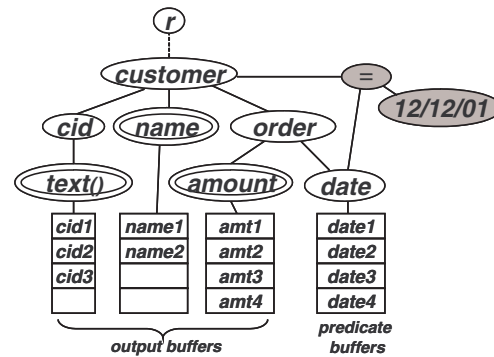 r
customer
=
12/12/01
cid
name
order
text()
amount
date
cid1 name1 amt1 date1
cid2 name2 amt2 date2
cid3 amt3 date3
amt4 date4
output buffers
predicate
buffers